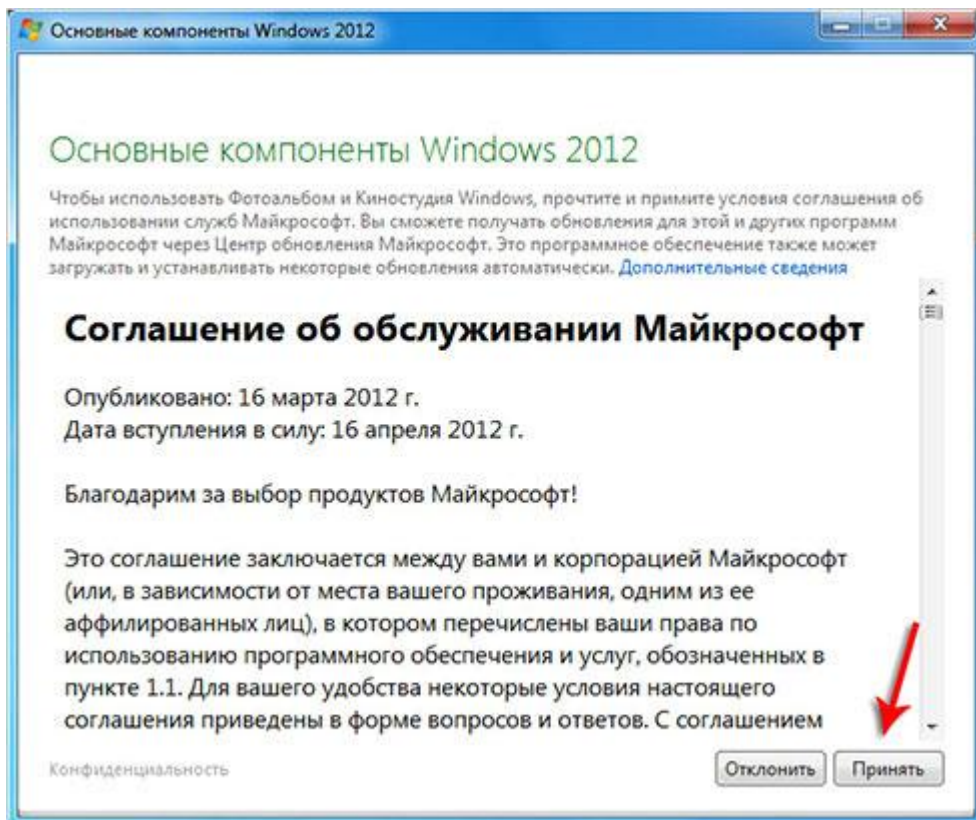 Основные компоненты Windows 2012
Основные компоненты Windows 2012
Чтобы использовать Фотоальбом и Киностудия Windows, прочтите и примите условия соглашения об
использовании служб Майкрософт. Вы сможете получать обновления для этой и других программ
Майкрософт через Центр обновления Майкрософт. Это программное обеспечение также может
загружать и устанавливать некоторые обновления автоматически. Дополнительные сведения
Соглашение об обслуживании Майкрософт
Опубликовано: 16 марта 2012 г.
Дата вступления в силу: 16 апреля 2012 г.
Благодарим за выбор продуктов Майкрософт!
Это соглашение заключается между вами и корпорацией Майкрософт
(или, в зависимости от места вашего проживания, одним из ее
аффилированных лиц), в котором перечислены ваши права по
использованию программного обеспечения и услуг, обозначенных в
пункте 1.1. Для вашего удобства некоторые условия настоящего
соглашения приведены в форме вопросов и ответов. С соглашением
Конфиденциальность Отклонить Принять